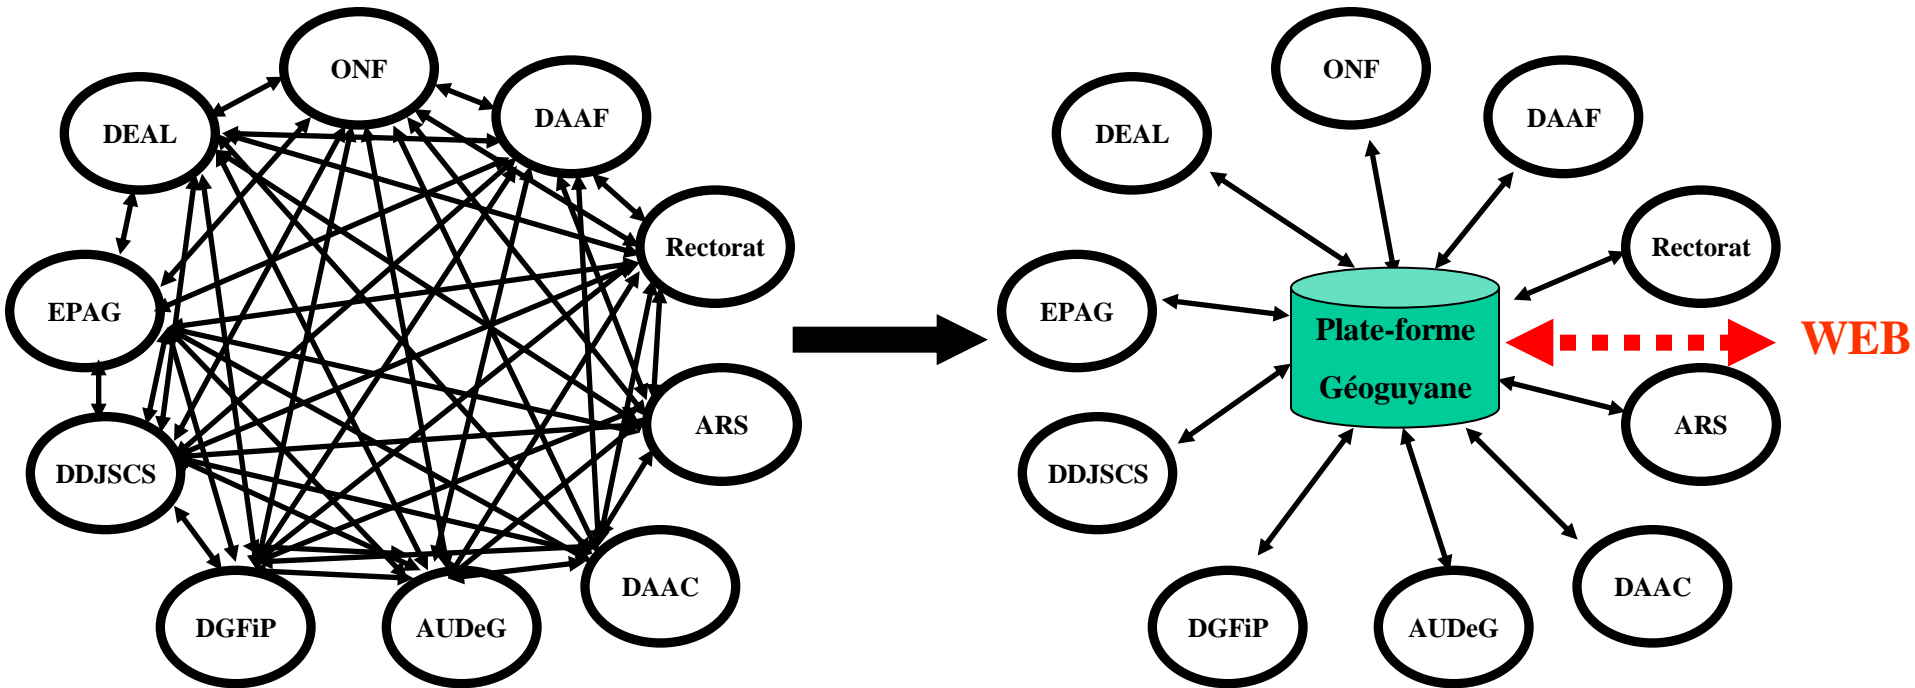 ONF
DAAF
DEAL
Rectorat
EPAG
ARS
DDJSCS
DAAC
DGFiP
AUDeG
ONF
DAAF
DEAL
Rectorat
EPAG
Plate-forme
Géoguyane
WEB
ARS
DDJSCS
DAAC
DGFiP
AUDeG